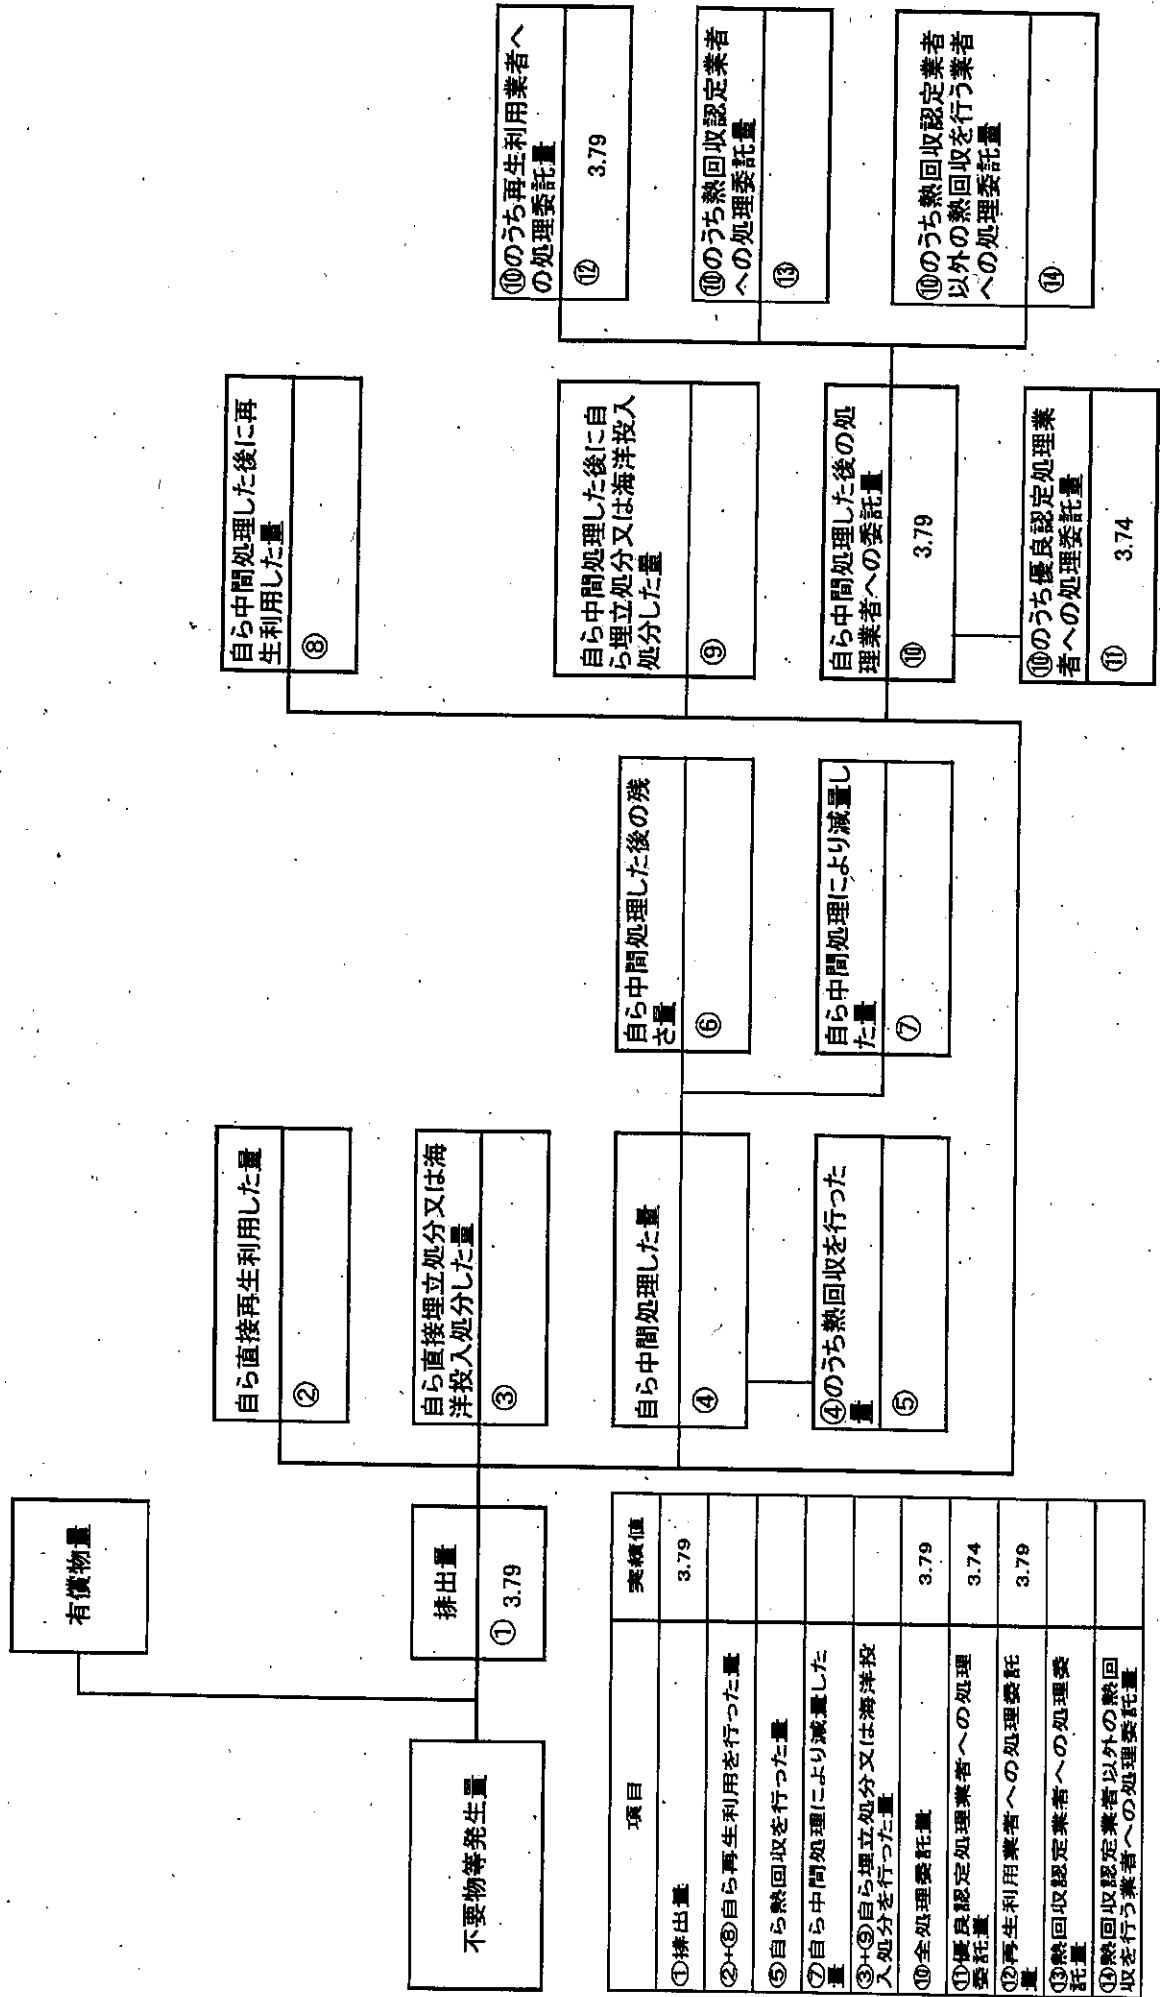 有償物量
不要物等発生量
排出量
① 3.79
自ら直接再生利用した量
②
自ら直接埋立処分又は海
洋投入処分した量
③
自ら中間処理した量
④
④のうち熱回収を行った
量
⑤
自ら中間処理した後の残
さ量
⑥
自ら中間処理により減量し
た量
⑦
自ら中間処理した後に再
生利用した量
⑧
自ら中間処理した後に自
ら埋立処分又は海洋投入
処分した量
⑨
自ら中間処理した後の処
理業者への委託量
⑩ 3.79
⑩のうち優良認定処理業
者への処理委託量
⑪ 3.74
⑩のうち再生利用業者へ
の処理委託量
⑫ 3.79
⑩のうち熱回収認定業者
への処理委託量
⑬
⑩のうち熱回収認定業者
以外の熱回収を行う業者
への処理委託量
⑭
項目 実績値
①排出量 3.79
②+⑧自ら再生利用を行った量
⑤自ら熱回収を行った量
⑦自ら中間処理により減量した
量
③+⑨自ら埋立処分又は海洋投
入処分を行った量
⑩全処理委託量 3.79
⑪優良認定処理業者への処理
委託量 3.74
⑫再生利用業者への処理委託
量 3.79
⑬熱回収認定業者への処理委
託量
⑭熱回収認定業者以外の熱回
収を行う業者への処理委託量